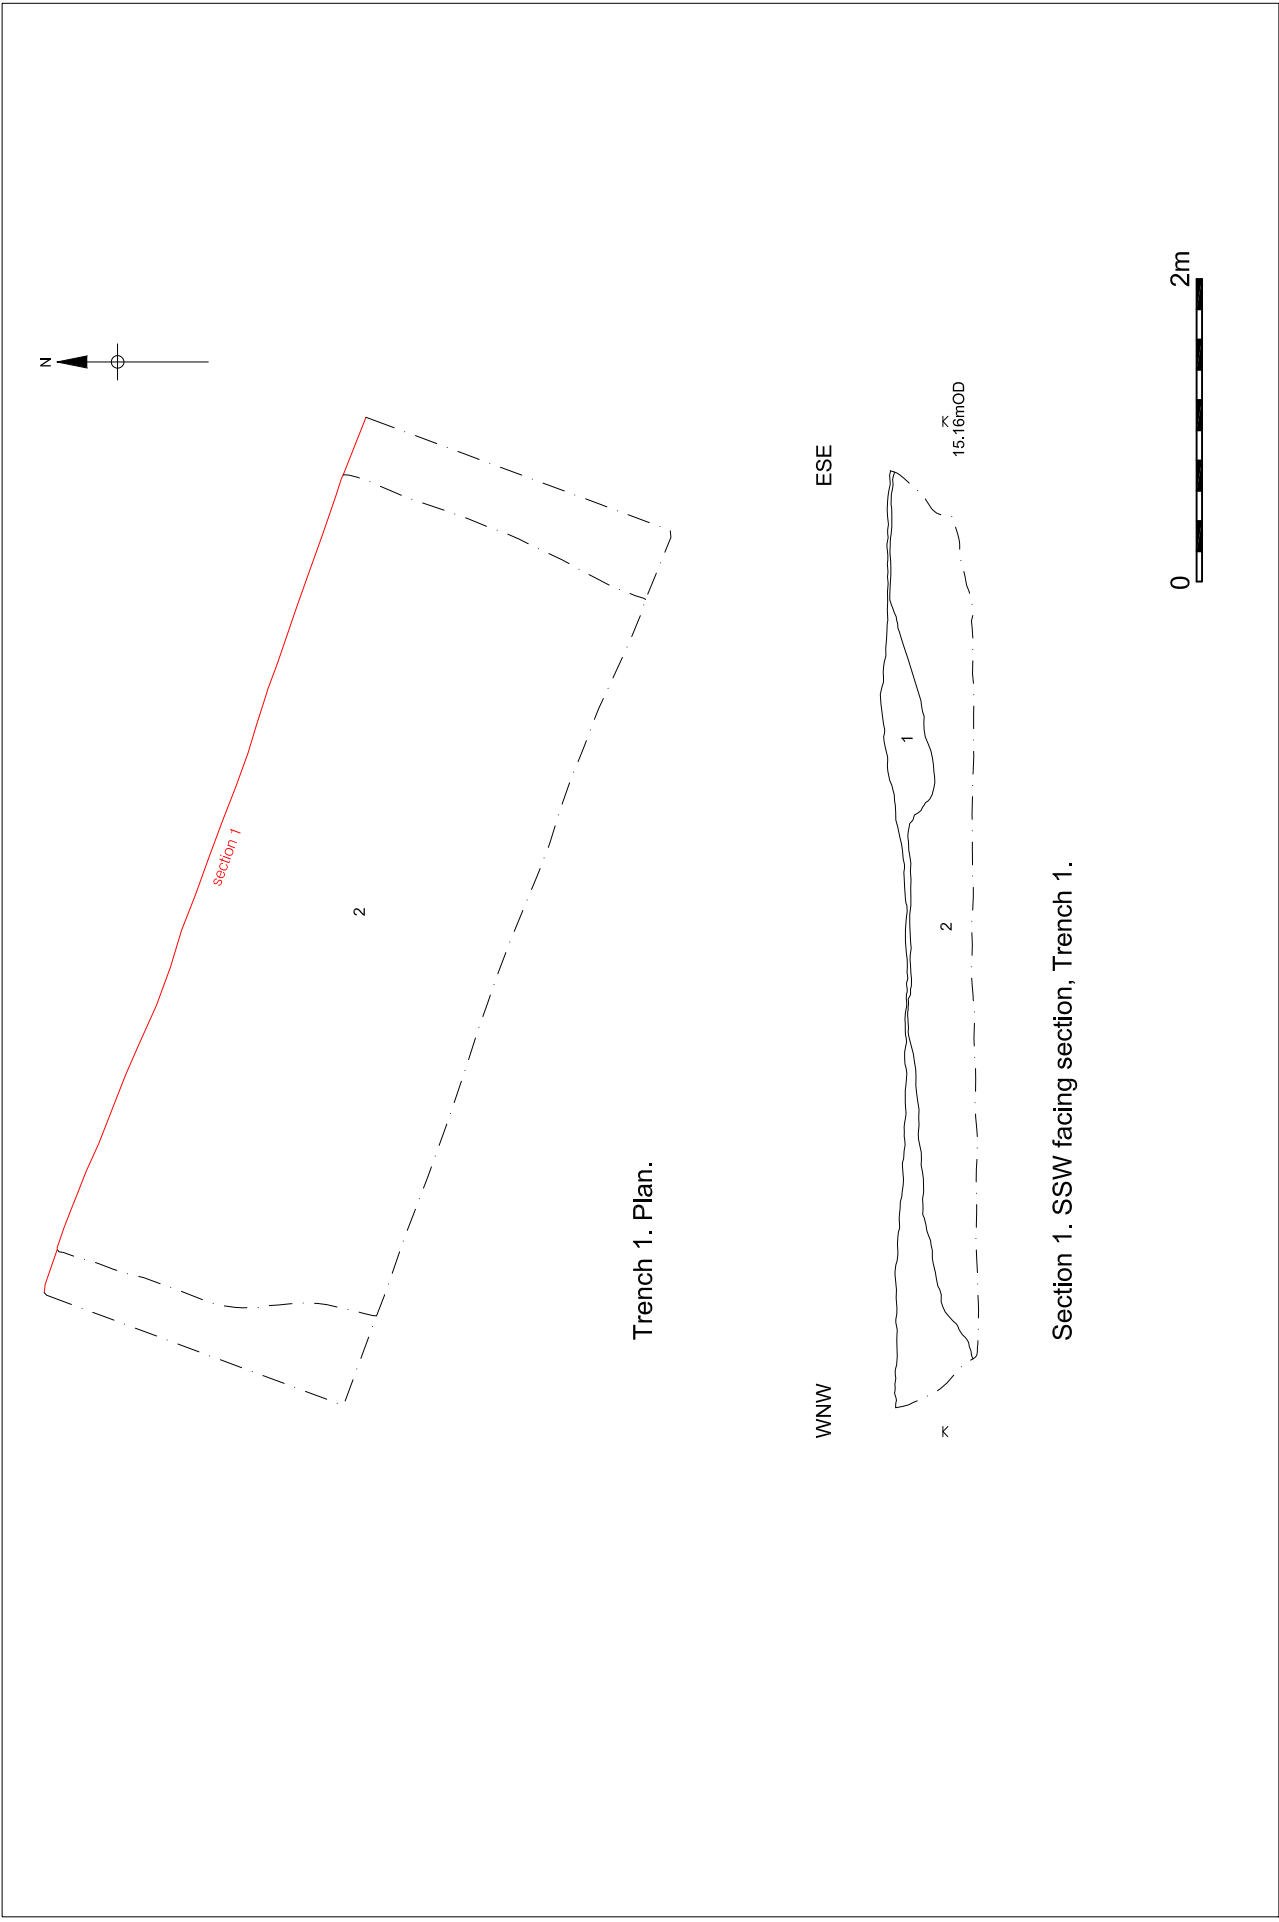 N
section 1
2
Trench 1. Plan.
WNW
ESE
1
2
K
K
15.16mOD
Section 1. SSW facing section, Trench 1.
0
2m